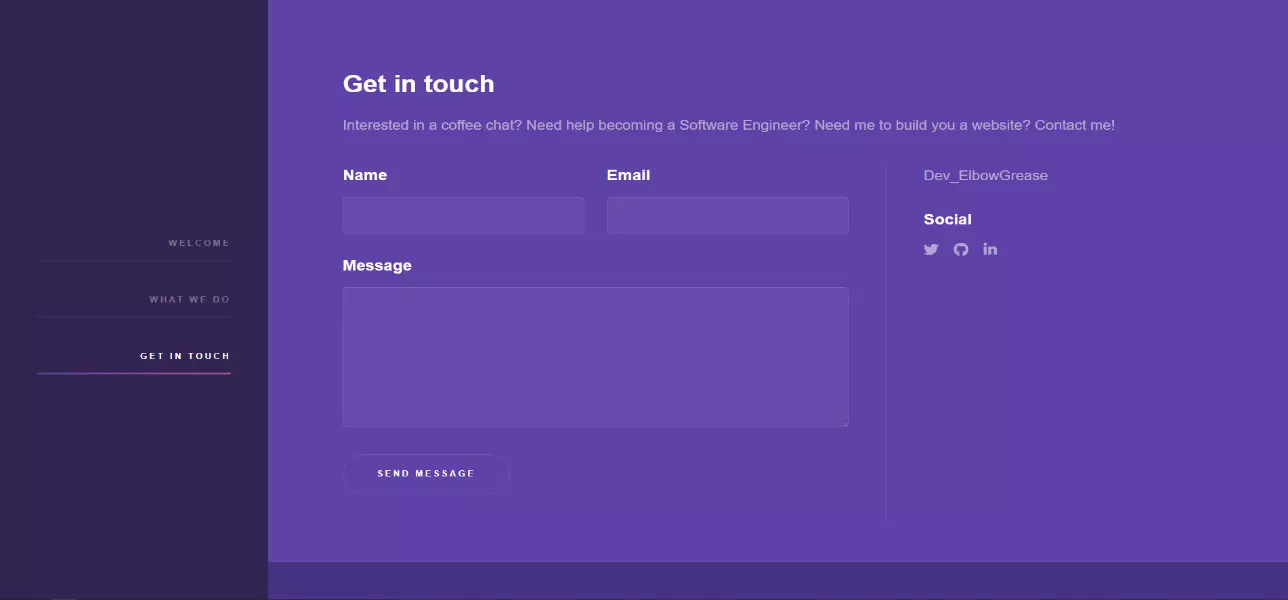 WELCOME
WHAT WE DO
GET IN TOUCH
Get in touch
Interested in a coffee chat? Need help becoming a Software Engineer? Need me to build you a website? Contact me!
Name
Email
Message
SEND MESSAGE
Dev_ElbowGrease
Social